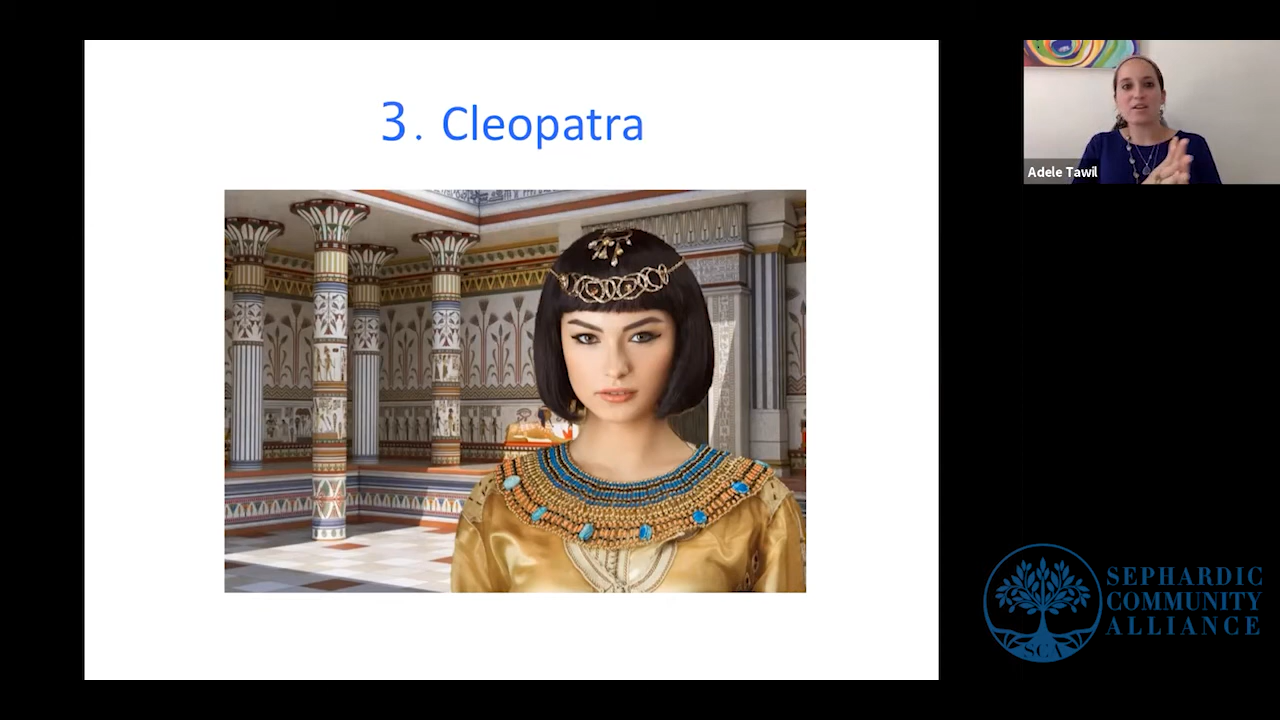 3. Cleopatra
Adele Tawil
SEPHARDIC
COMMUNITY
ALLIANCE
SCA